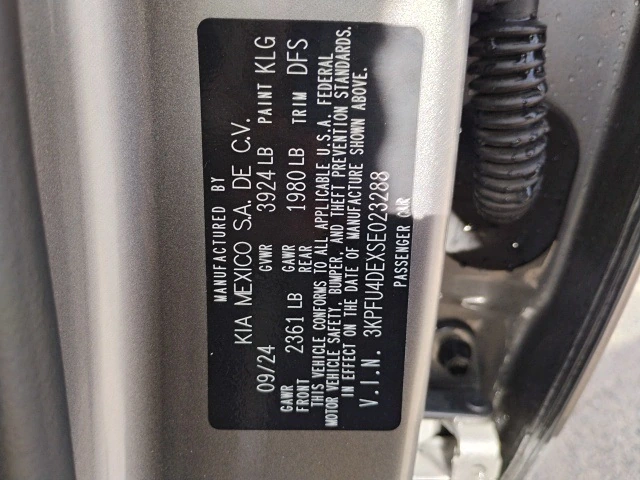 MANUFACTURED BY
KIA MEXICO S.A. DE C.V.
09/24 GVWR 3924 LB PAINT KLG
GAWR FRONT 2361 LB GAWR REAR 1980 LB TRIM DFS
THIS VEHICLE CONFORMS TO ALL APPLICABLE U.S.A. FEDERAL
MOTOR VEHICLE SAFETY, BUMPER, AND THEFT PREVENTION STANDARDS.
IN EFFECT ON THE DATE OF MANUFACTURE SHOWN ABOVE.
V.I.N. 3KPFU4DEXSE023288
PASSENGER CAR